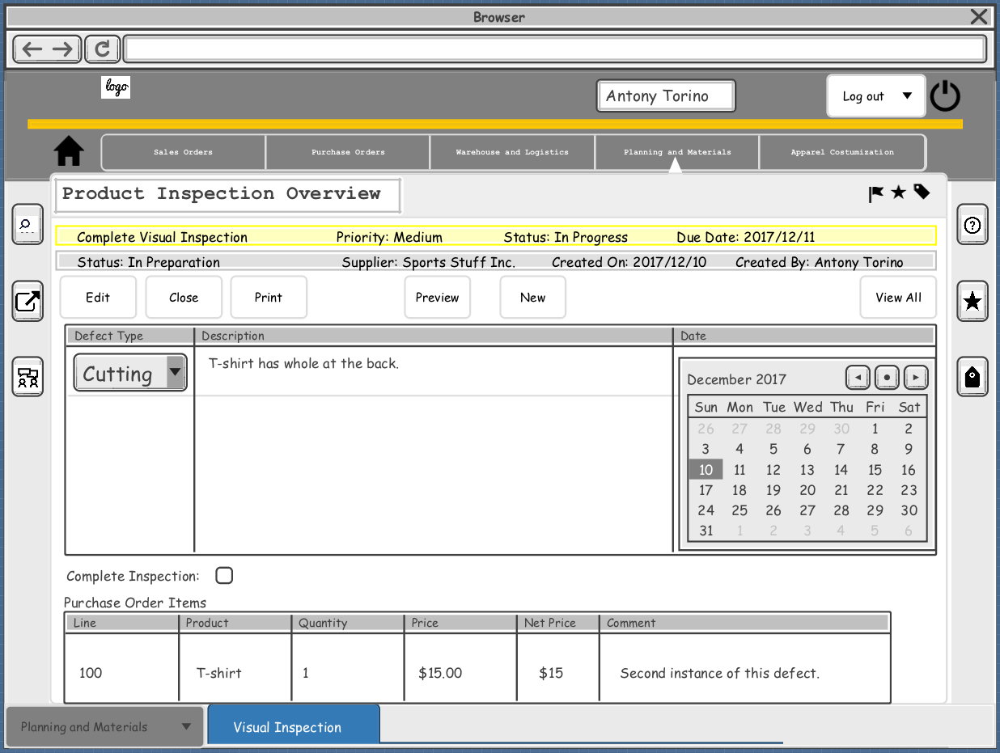 Browser
logo
Antony Torino
Log out
Sales Orders
Purchase Orders
Warehouse and Logistics
Planning and Materials
Apparel Costumization
Product Inspection Overview
Complete Visual Inspection Priority: Medium Status: In Progress Due Date: 2017/12/11
Status: In Preparation Supplier: Sports Stuff Inc. Created On: 2017/12/10 Created By: Antony Torino
Edit Close Print Preview New View All
Defect Type Description Date
Cutting
T-shirt has whole at the back.
December 2017
Sun Mon Tue Wed Thu Fri Sat
26 27 28 29 30 1 2
3 4 5 6 7 8 9
10 11 12 13 14 15 16
17 18 19 20 21 22 23
24 25 26 27 28 29 30
31 1 2 3 4 5 6
Complete Inspection:
Purchase Order Items
Line Product Quantity Price Net Price Comment
100 T-shirt 1 $15.00 $15 Second instance of this defect.
Planning and Materials
Visual Inspection